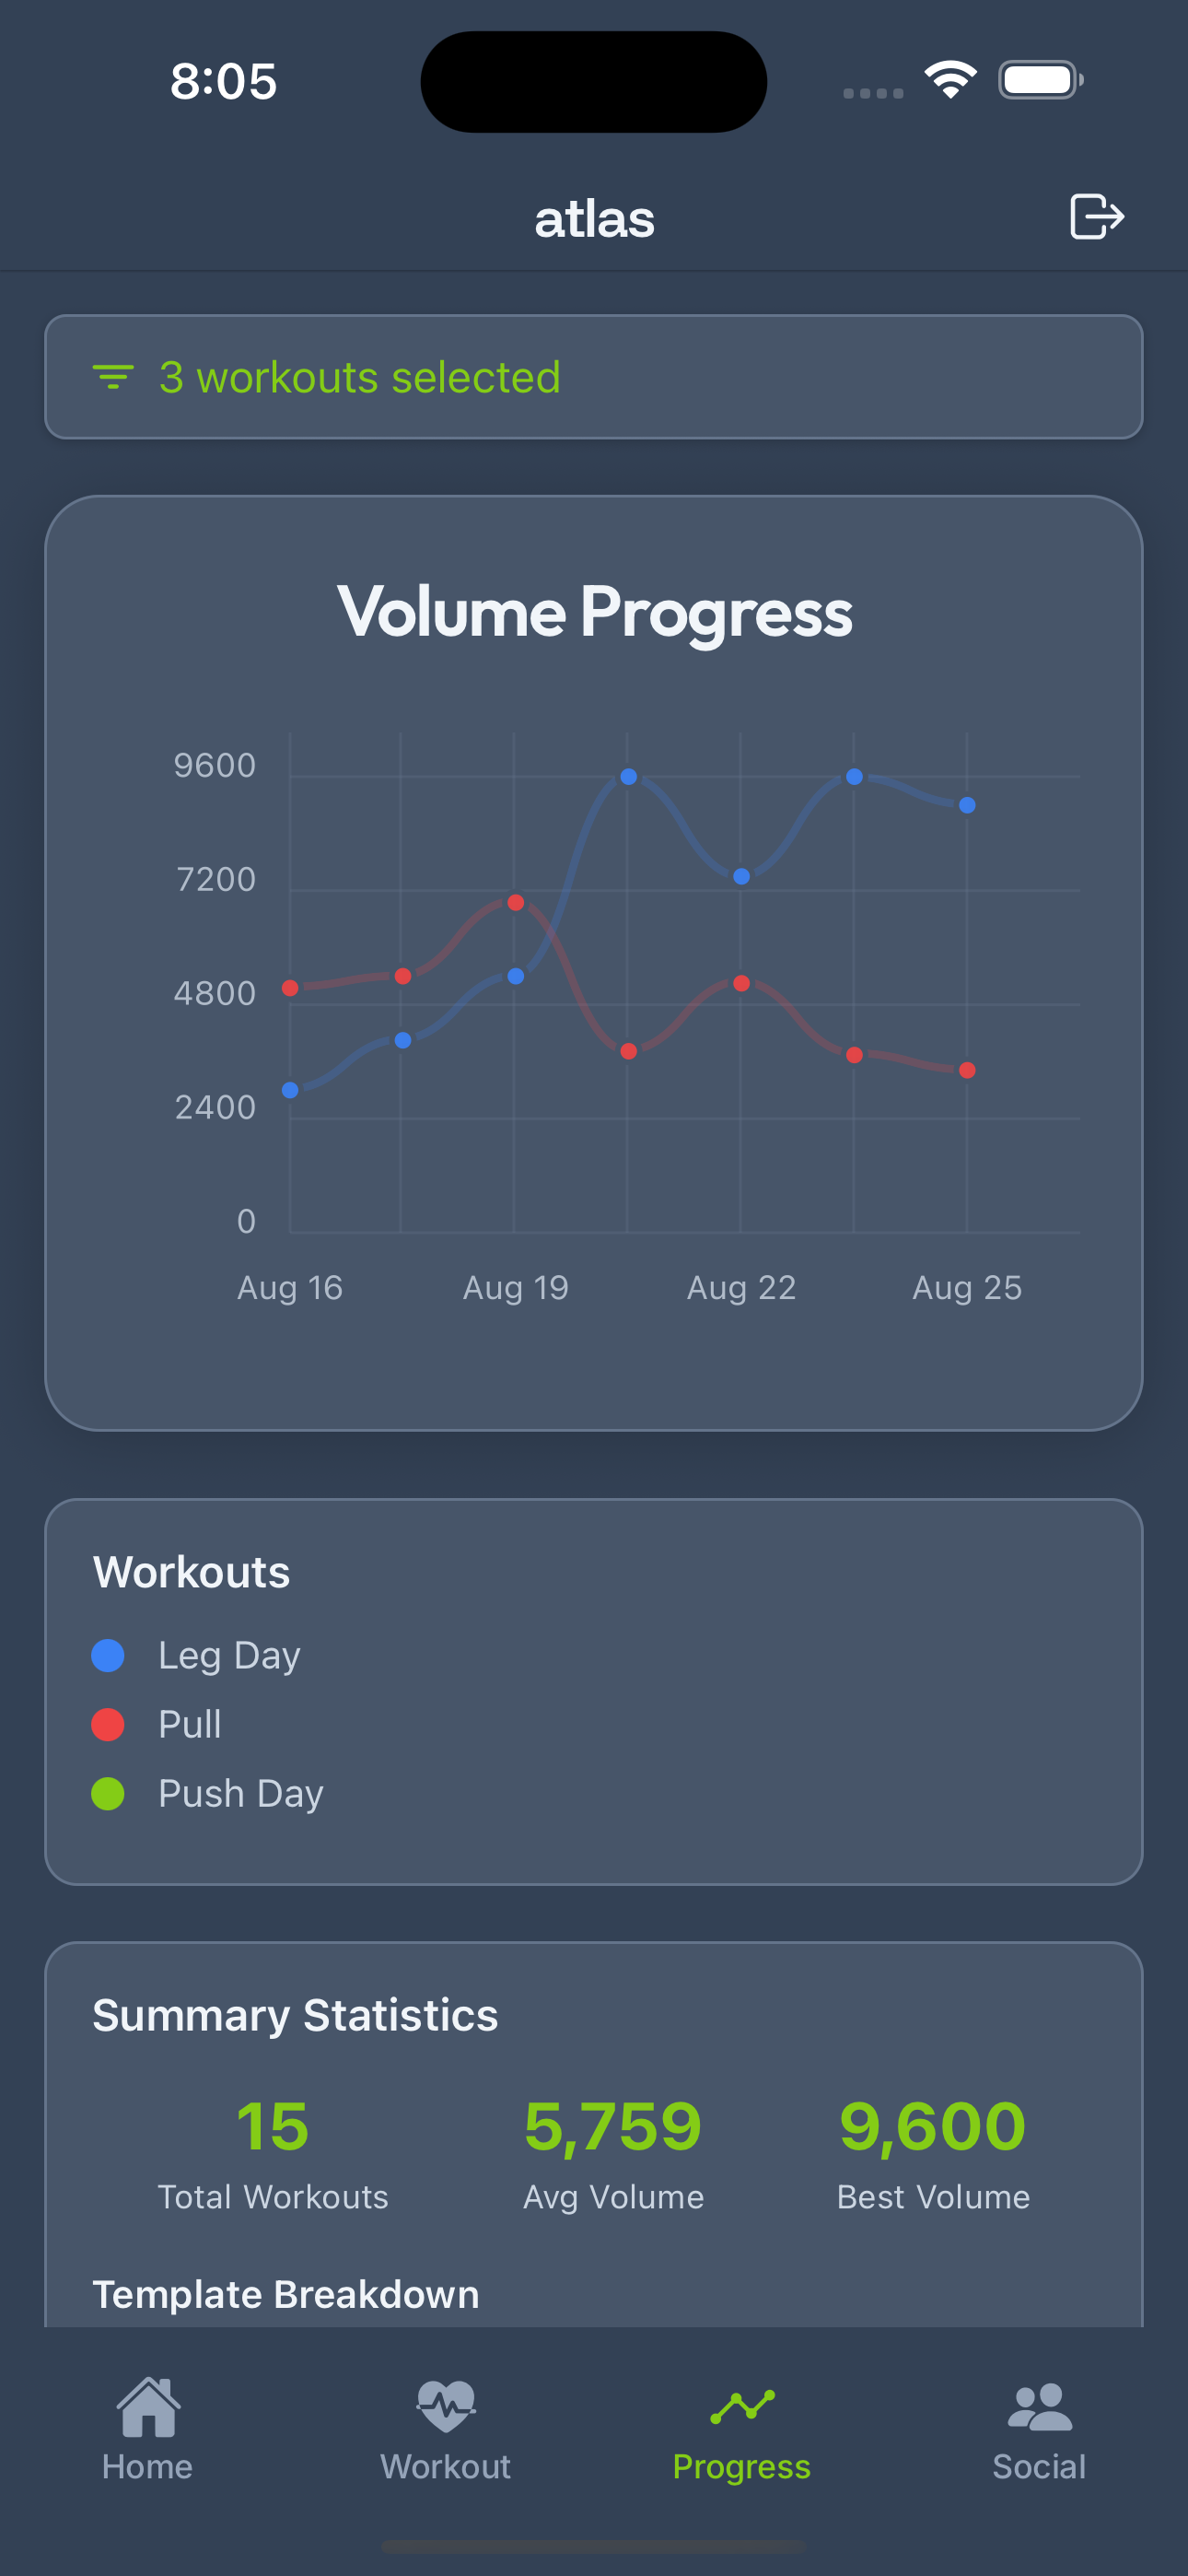 8:05
atlas
3 workouts selected
Volume Progress
9600
7200
4800
2400
0
Aug 16 Aug 19 Aug 22 Aug 25
Workouts
Leg Day
Pull
Push Day
Summary Statistics
15 5,759 9,600
Total Workouts Avg Volume Best Volume
Template Breakdown
Home Workout Progress Social